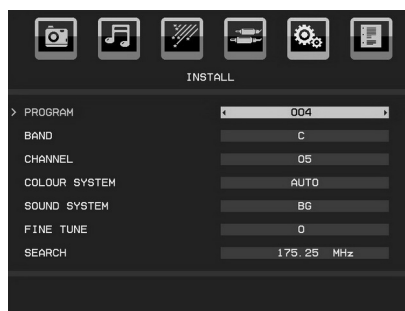 INSTALL
> PROGRAM 004
BAND C
CHANNEL 05
COLOUR SYSTEM AUTO
SOUND SYSTEM BG
FINE TUNE 0
SEARCH 175.25 MHz